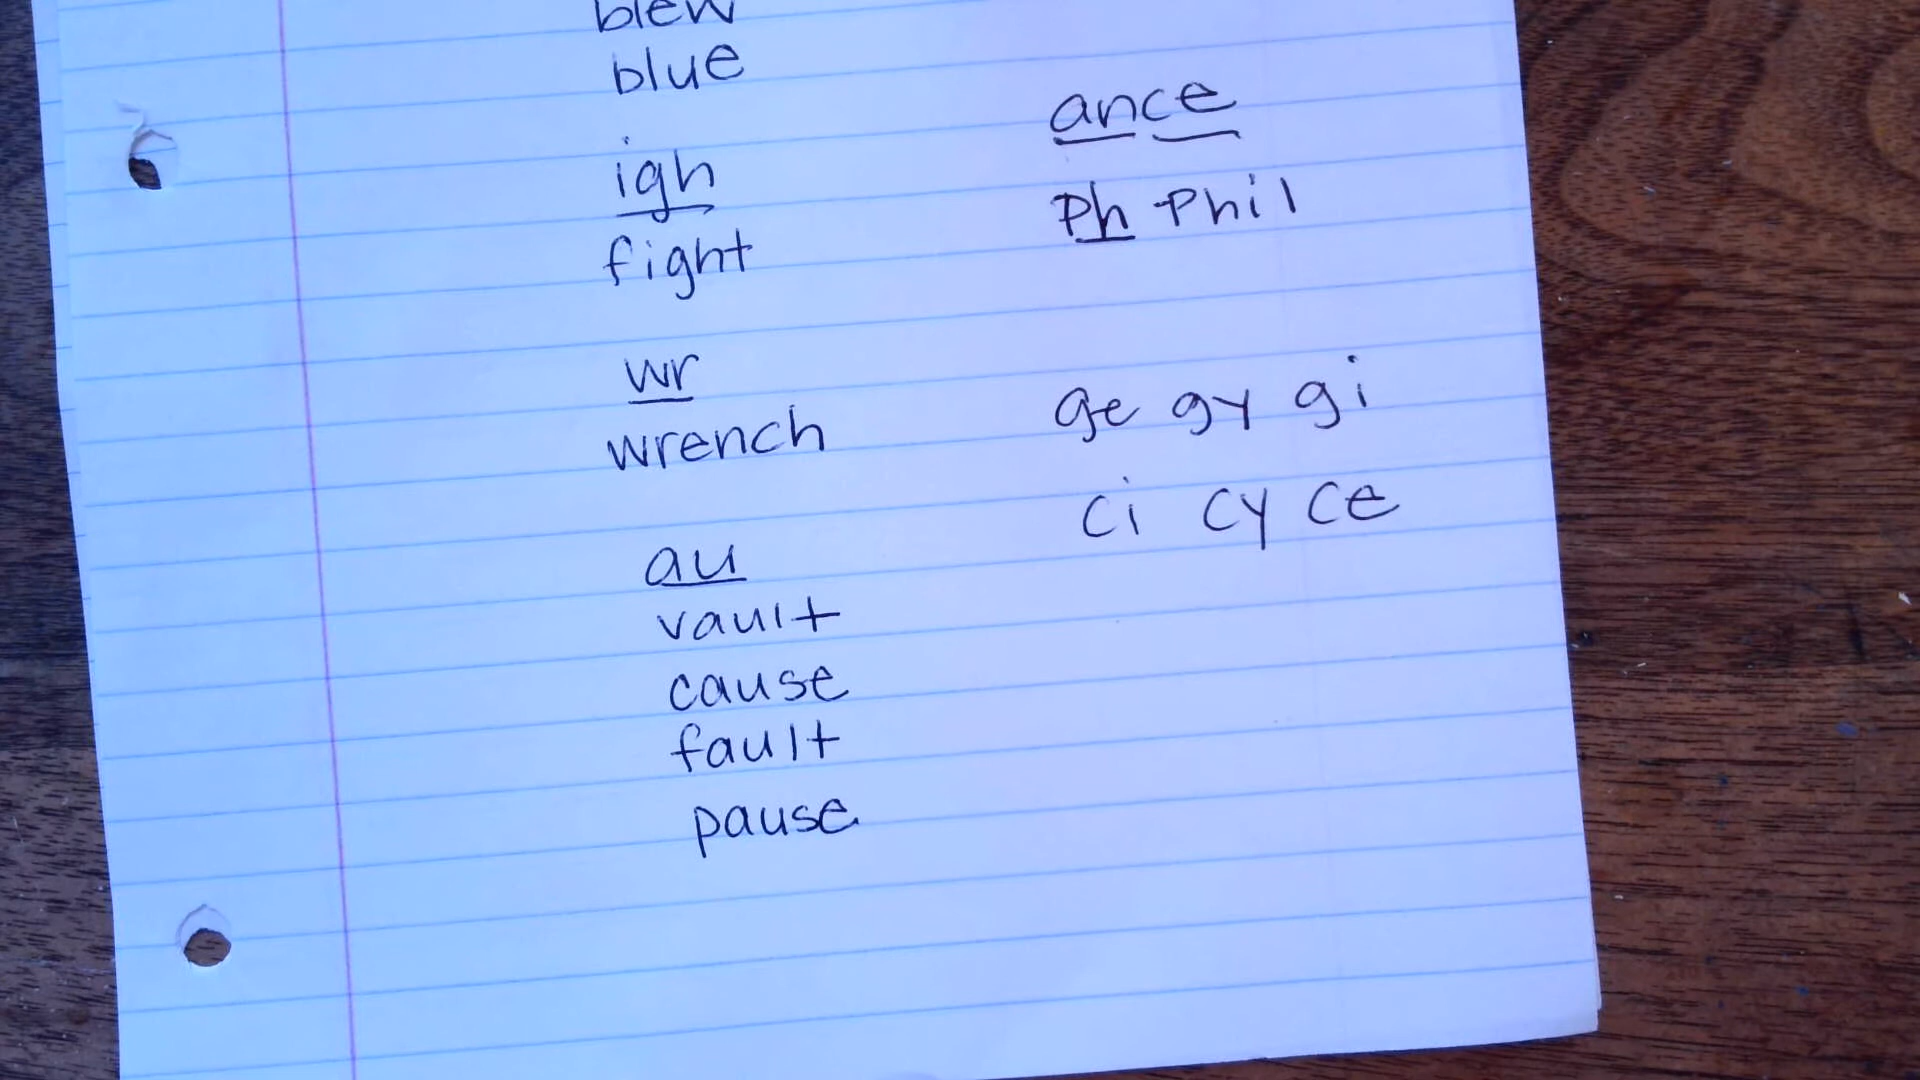 blew
blue
igh
fight
wr
wrench
au
vault
cause
fault
pause
ance
Ph Phil
ge gy gi
ci cy ce